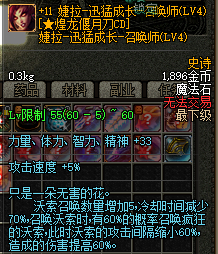 +11 婕拉-迅猛成长-召唤师(LV4)
[★煌龙偃月刀CD]
婕拉-迅猛成长-召唤师(LV4)
0.3kg
史诗
1,896金币
魔法石
无法交易
药品 材料 副业 任务
Lv限制 55(60 - 5) ~ 60
最下级
力量、体力、智力、精神 +33
攻击速度 +5%
只是一朵无害的花。
沃索召唤数量增加5,冷却时间减少
70%,召唤沃索时,有60%的概率召唤疯狂
的沃索,此时沃索的攻击间隔缩小60%,
造成的伤害提高60%。